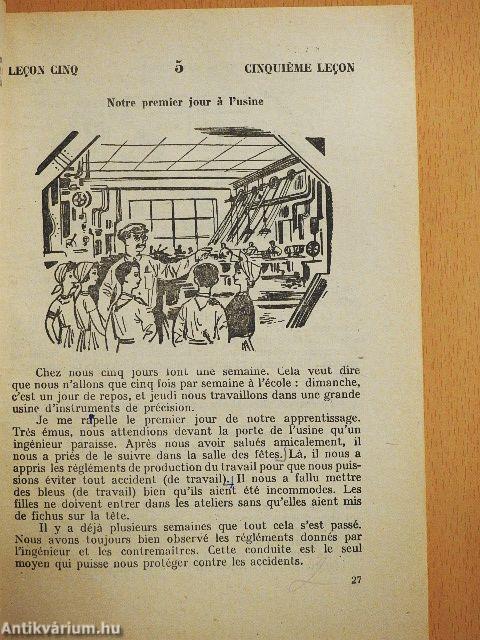 LEÇON CINQ 5 CINQUIÈME LEÇON
Notre premier jour à l'usine
Chez nous cinq jours font une semaine. Cela veut dire
que nous n'allons que cinq fois par semaine à l'école : dimanche,
c'est un jour de repos, et jeudi nous travaillons dans une grande
usine d'instruments de précision.
Je me rapelle le premier jour de notre apprentissage.
Très émus, nous attendions devant la porte de l'usine qu'un
ingénieur paraisse. Après nous avoir salués amicalement, il
nous a priés de le suivre dans la salle des fêtes. Là, il nous a
appris les réglements de production du travail pour que nous puis-
sions éviter tout accident (de travail). Il nous a fallu mettre
des bleus (de travail) bien qu'ils aient été incommodes. Les
filles ne doivent entrer dans les ateliers sans qu'elles aient mis
de fichus sur la tête.
Il y a déjà plusieurs semaines que tout cela s'est passé.
Nous avons toujours bien observé les réglements donnés par
l'ingénieur et les contremaîtres. Cette conduite est le seul
moyen qui puisse nous protéger contre les accidents.
27
Antikvárium.hu